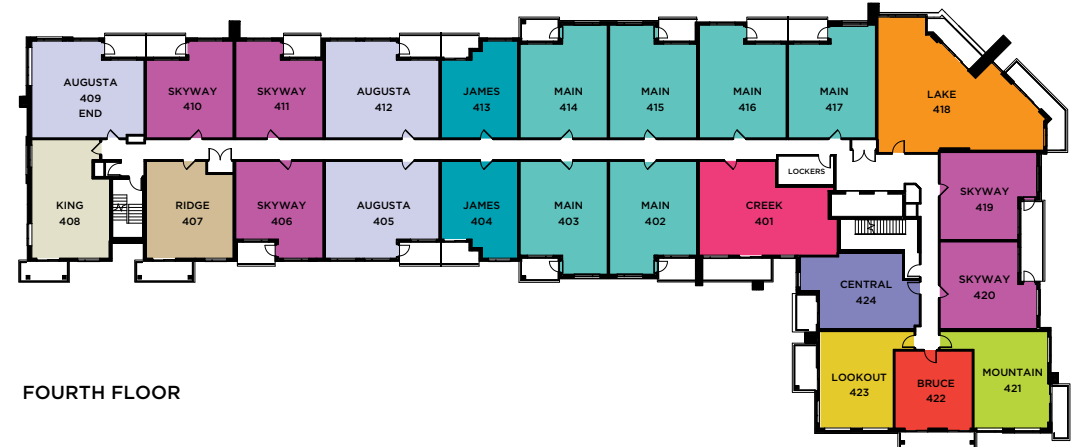 AUGUSTA
409
END
SKYWAY
410
SKYWAY
411
AUGUSTA
412
JAMES
413
MAIN
414
MAIN
415
MAIN
416
MAIN
417
LAKE
418
KING
408
RIDGE
407
SKYWAY
406
AUGUSTA
405
JAMES
404
MAIN
403
MAIN
402
CREEK
401
LOCKERS
SKYWAY
419
SKYWAY
420
CENTRAL
424
LOOKOUT
423
BRUCE
422
MOUNTAIN
421
FOURTH FLOOR